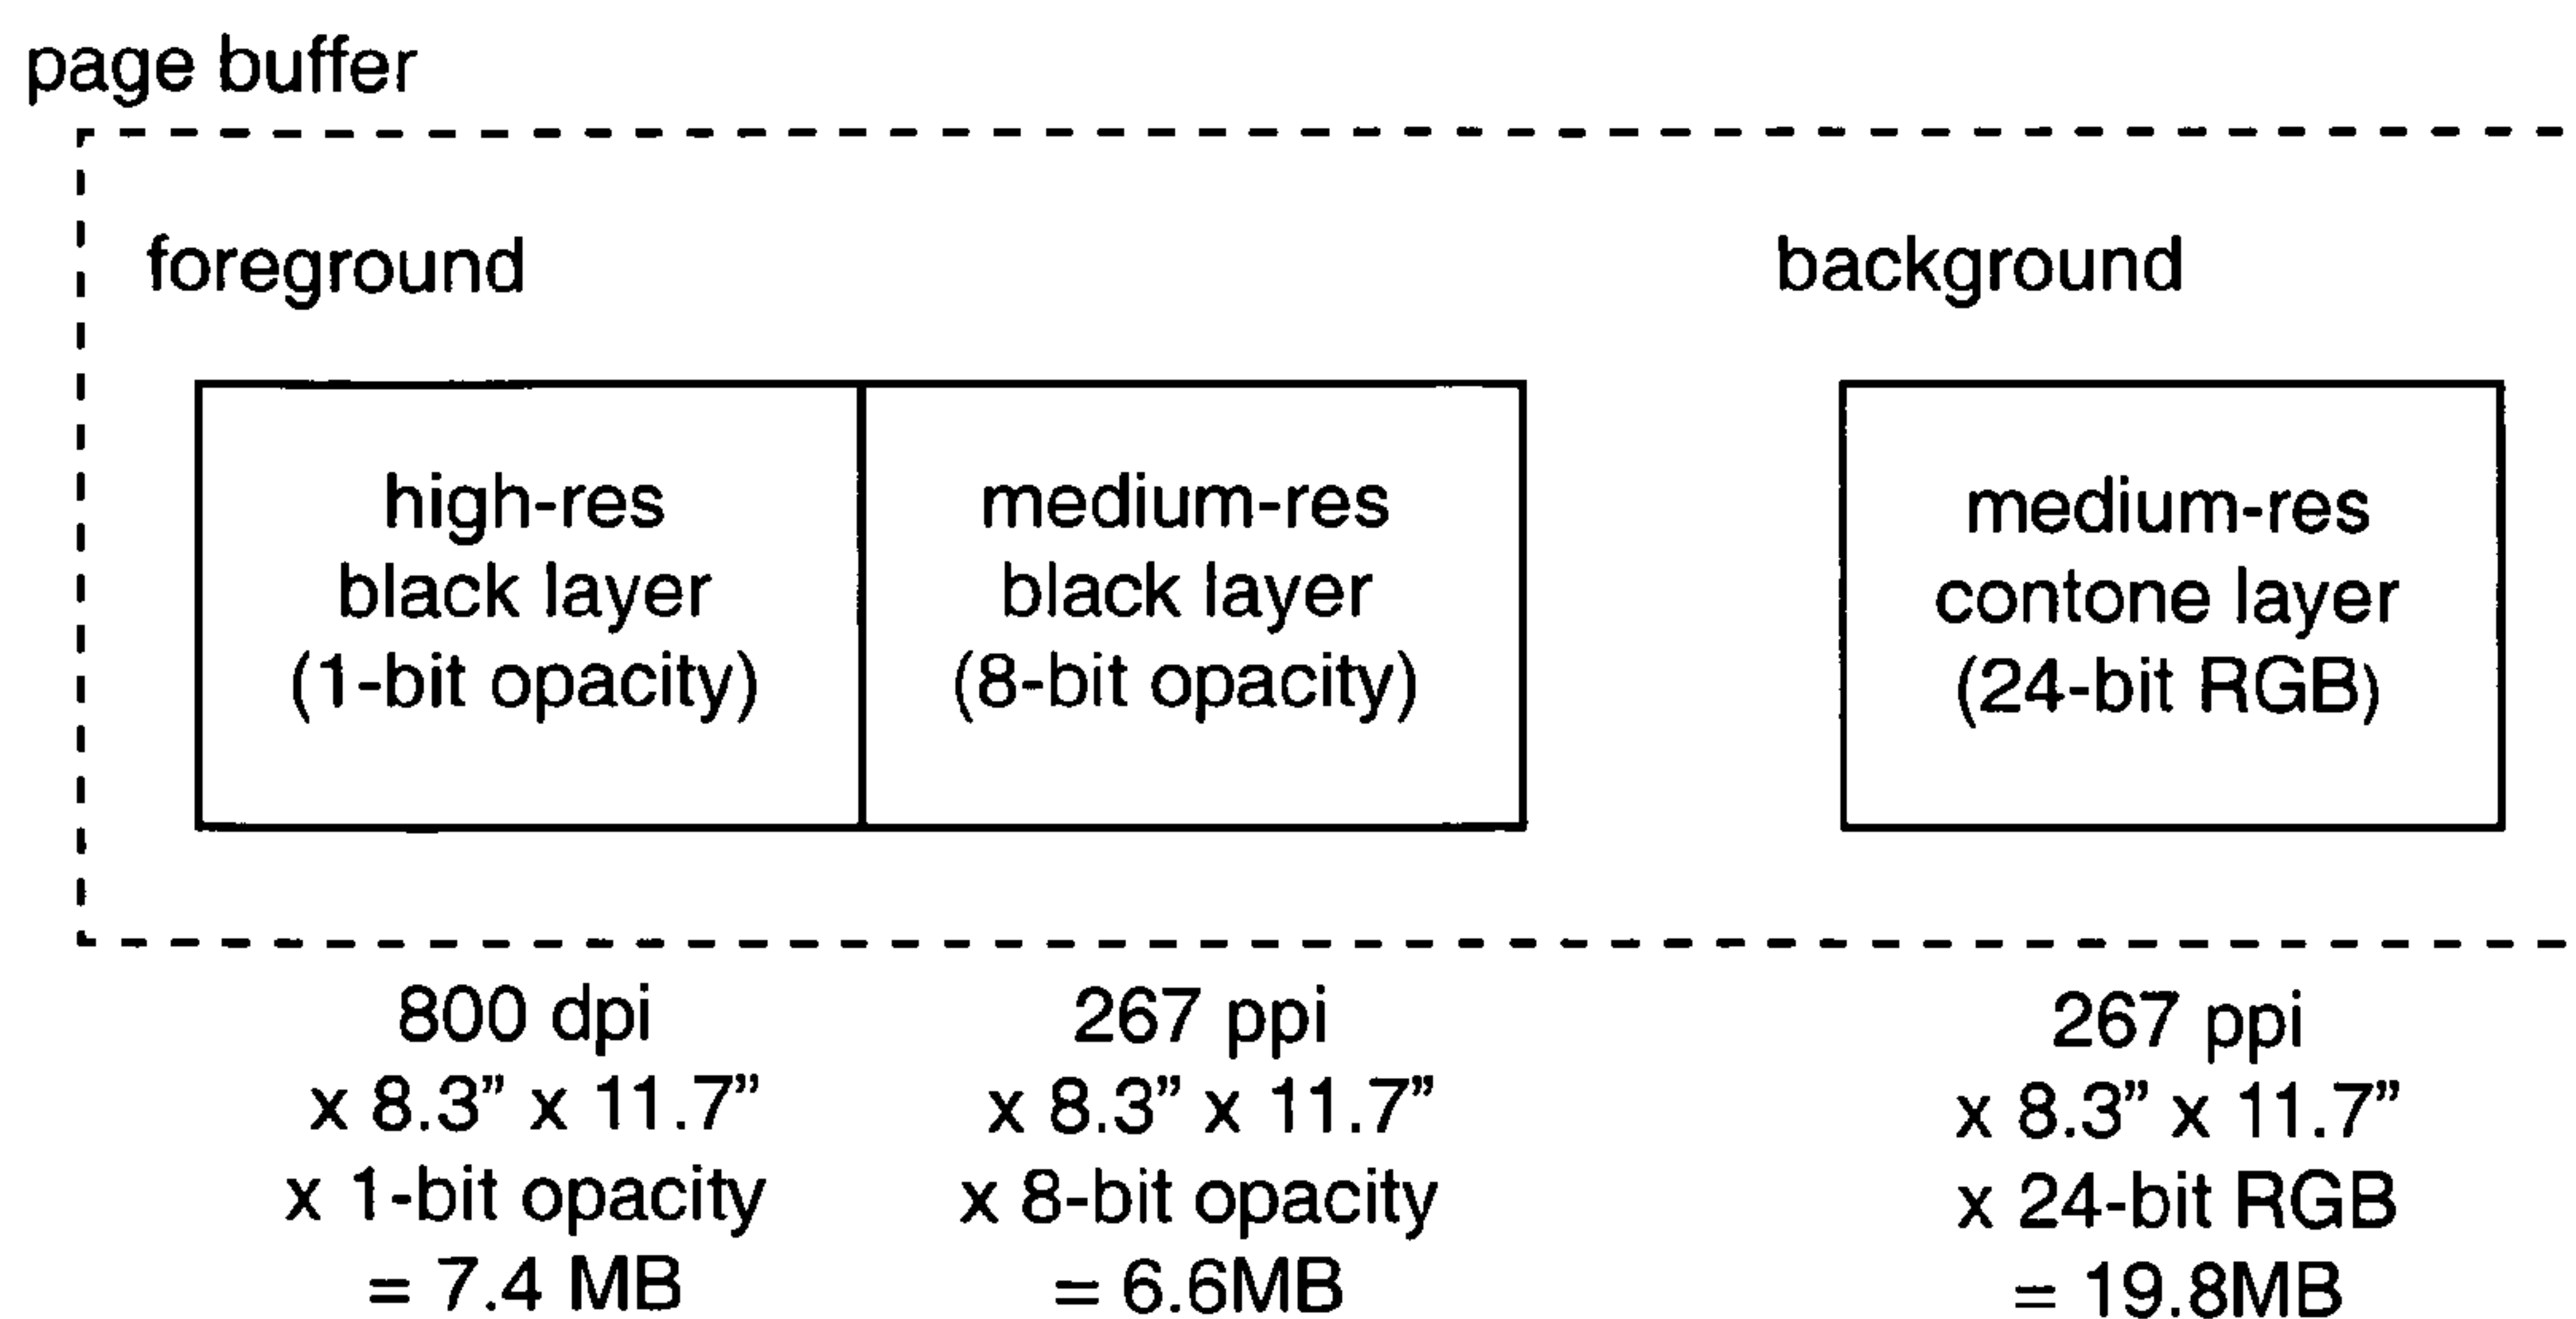 page buffer
foreground
background
high-res
black layer
(1-bit opacity)
medium-res
black layer
(8-bit opacity)
medium-res
contone layer
(24-bit RGB)
800 dpi
x 8.3” x 11.7”
x 1-bit opacity
= 7.4 MB
267 ppi
x 8.3” x 11.7”
x 8-bit opacity
= 6.6MB
267 ppi
x 8.3” x 11.7”
x 24-bit RGB
= 19.8MB